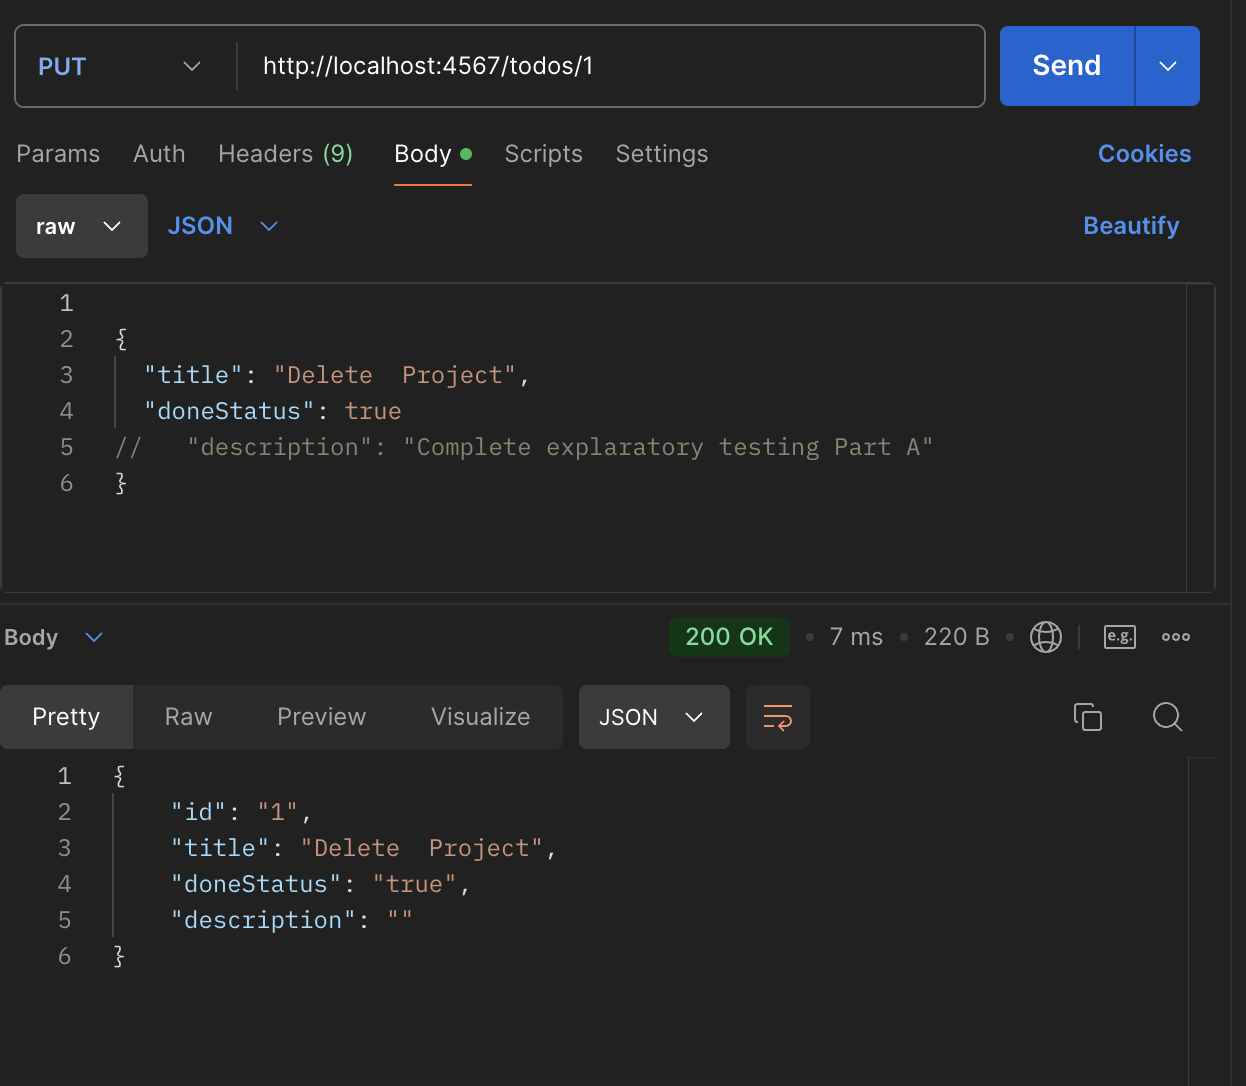 PUT http://localhost:4567/todos/1 Send
Params Auth Headers (9) Body Scripts Settings Cookies
raw JSON Beautify
1
2 {
3 "title": "Delete  Project",
4 "doneStatus": true
5 //   "description": "Complete explaratory testing Part A"
6 }
Body 200 OK • 7 ms • 220 B • e.g. ooo
Pretty Raw Preview Visualize JSON
1 {
2 "id": "1",
3 "title": "Delete  Project",
4 "doneStatus": "true",
5 "description": ""
6 }